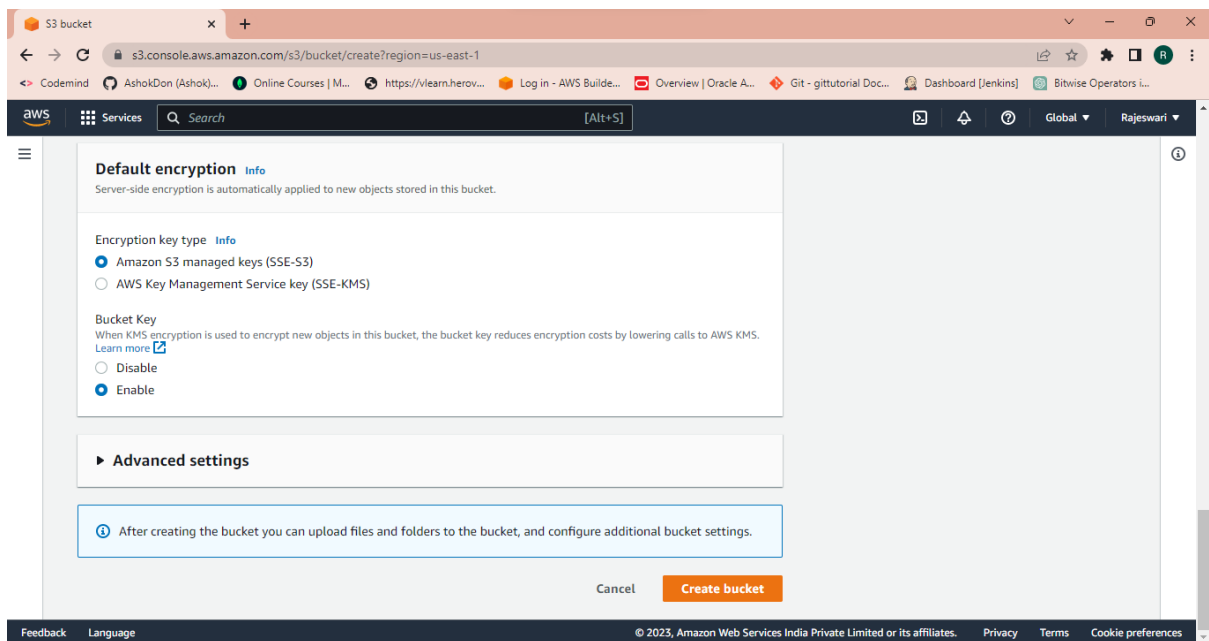 S3 bucket
s3.console.aws.amazon.com/s3/bucket/create?region=us-east-1
R
Codemind AshokDon (Ashok)... Online Courses | M... https://vlearn.herov... Log in - AWS Builde... Overview | Oracle A... Git - gittutorial Doc... Dashboard [Jenkins] Bitwise Operators i...
aws Services Search [Alt+S] Global Rajeswari
Default encryption Info
Server-side encryption is automatically applied to new objects stored in this bucket.
Encryption key type Info
Amazon S3 managed keys (SSE-S3)
AWS Key Management Service key (SSE-KMS)
Bucket Key
When KMS encryption is used to encrypt new objects in this bucket, the bucket key reduces encryption costs by lowering calls to AWS KMS.
Learn more
Disable
Enable
Advanced settings
After creating the bucket you can upload files and folders to the bucket, and configure additional bucket settings.
Cancel Create bucket
Feedback Language © 2023, Amazon Web Services India Private Limited or its affiliates. Privacy Terms Cookie preferences